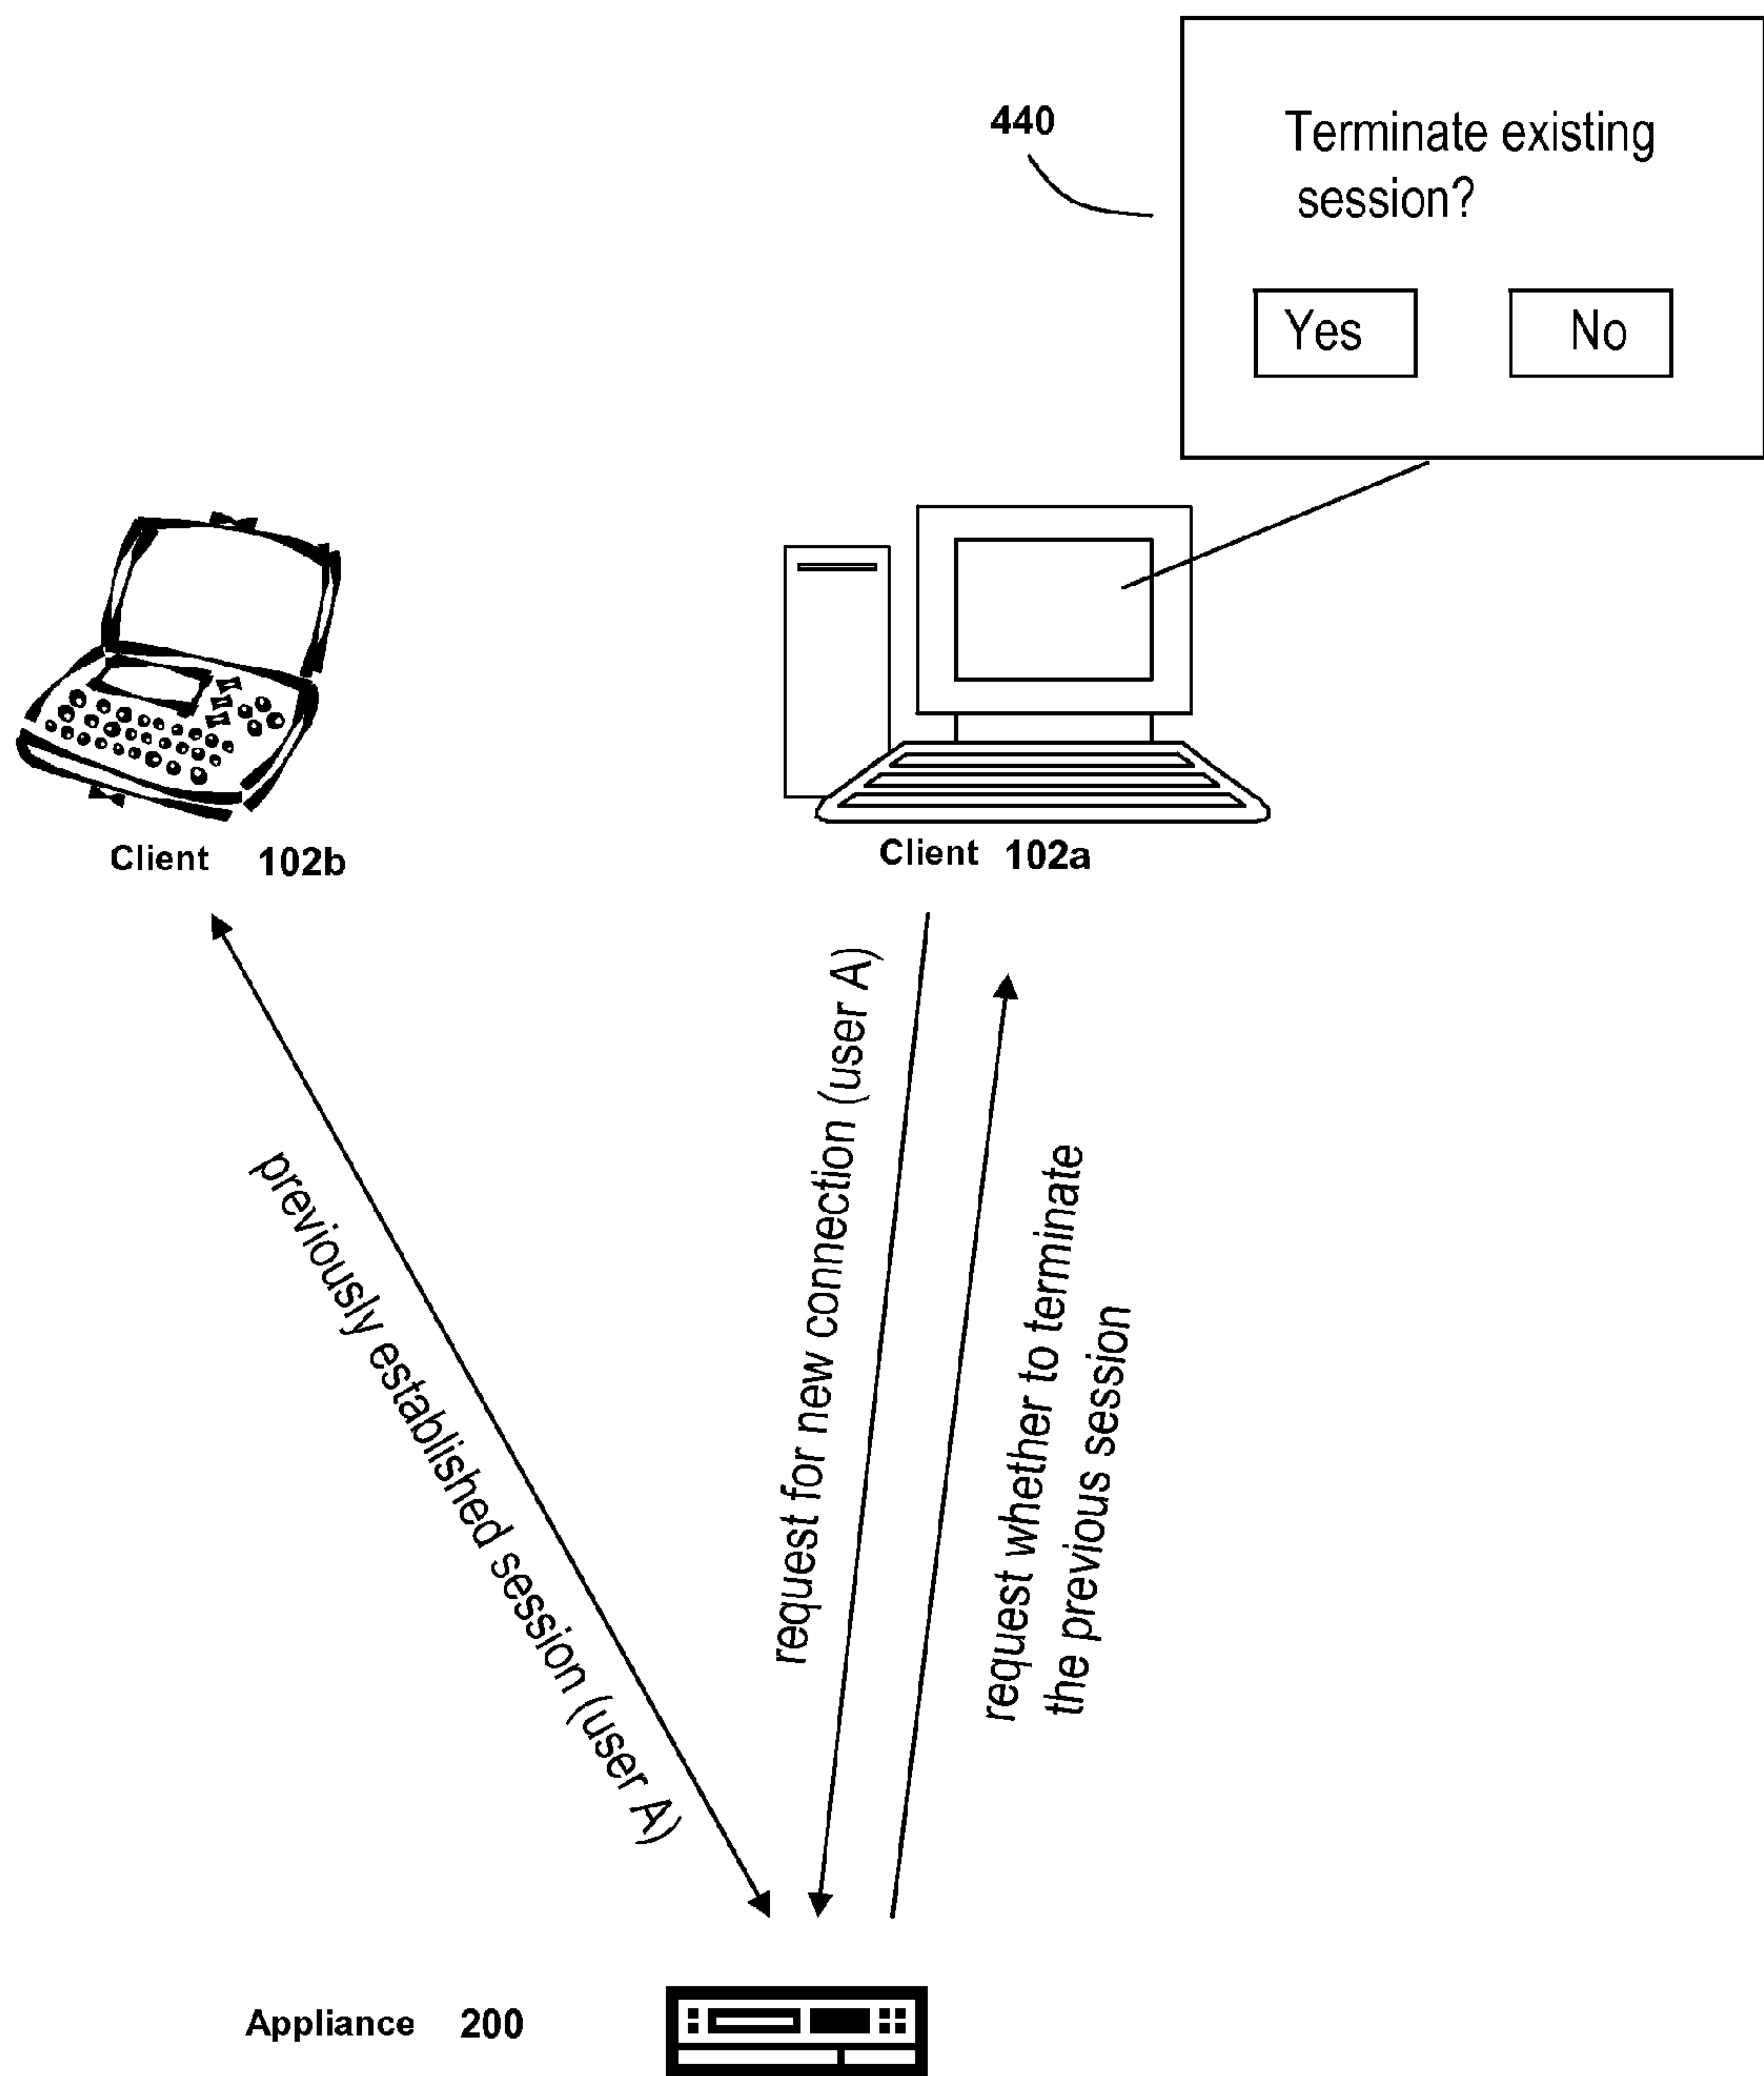 440
Terminate existing
session?
Yes
No
Client 102b
Client 102a
previously established session (user A)
request for new connection (user A)
request whether to terminate
the previous session
Appliance 200